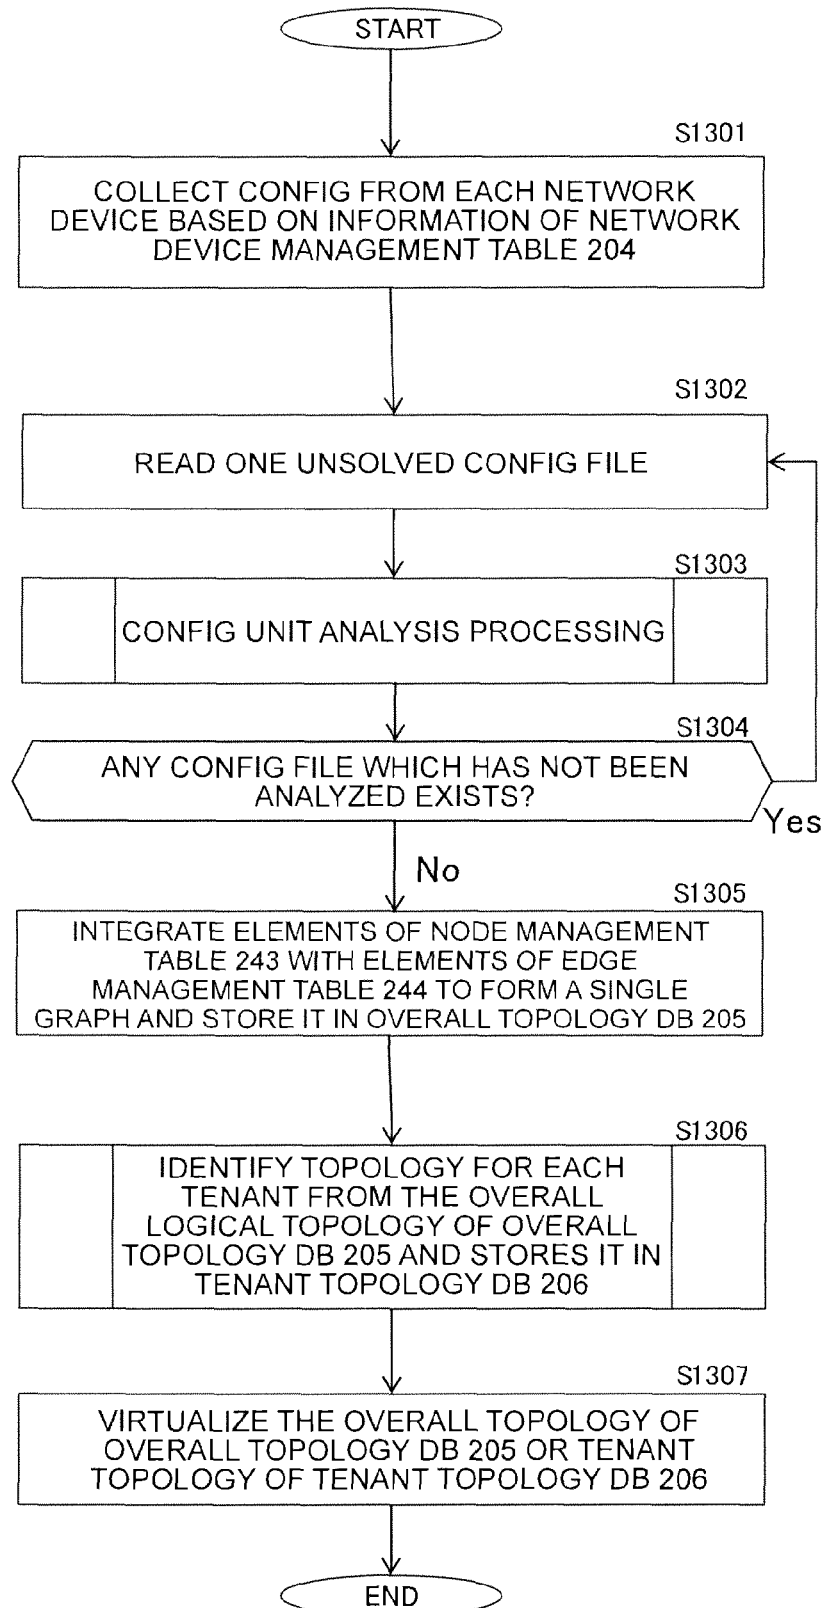 START
S1301
COLLECT CONFIG FROM EACH NETWORK
DEVICE BASED ON INFORMATION OF NETWORK
DEVICE MANAGEMENT TABLE 204
S1302
READ ONE UNSOLVED CONFIG FILE
S1303
CONFIG UNIT ANALYSIS PROCESSING
S1304
ANY CONFIG FILE WHICH HAS NOT BEEN
ANALYZED EXISTS?
Yes
No
S1305
INTEGRATE ELEMENTS OF NODE MANAGEMENT
TABLE 243 WITH ELEMENTS OF EDGE
MANAGEMENT TABLE 244 TO FORM A SINGLE
GRAPH AND STORE IT IN OVERALL TOPOLOGY DB 205
S1306
IDENTIFY TOPOLOGY FOR EACH
TENANT FROM THE OVERALL
LOGICAL TOPOLOGY OF OVERALL
TOPOLOGY DB 205 AND STORES IT IN
TENANT TOPOLOGY DB 206
S1307
VIRTUALIZE THE OVERALL TOPOLOGY OF
OVERALL TOPOLOGY DB 205 OR TENANT
TOPOLOGY OF TENANT TOPOLOGY DB 206
END